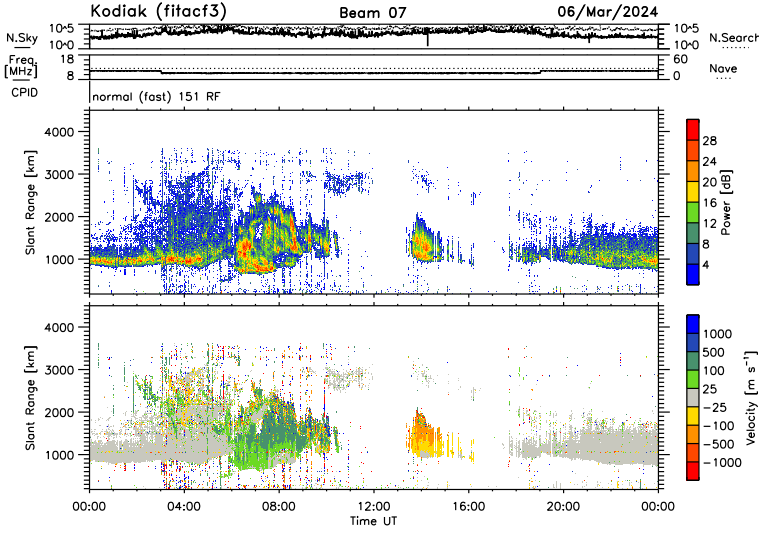 Kodiak (fitacf3) Beam 07 06/Mar/2024
N.Sky 10^5 10^5 N.Search
10^0 10^0
Freq. 18 60 Nave
[MHz] 8 0
CPID normal (fast) 151 RF
Slant Range [km]
4000
3000
2000
1000
28
24
20
16
12
8
4
Power [dB]
Slant Range [km]
4000
3000
2000
1000
1000
500
100
25
-25
-100
-500
-1000
Velocity [m s⁻¹]
00:00 04:00 08:00 12:00 16:00 20:00 00:00
Time UT